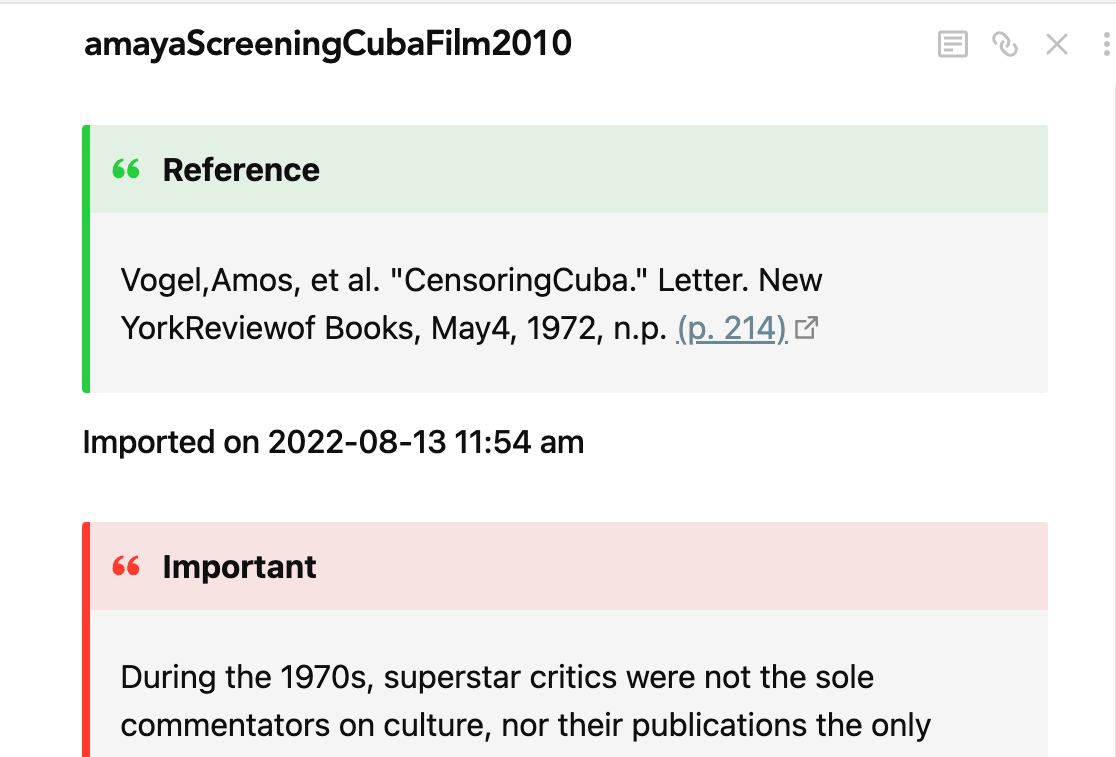 amayaScreeningCubaFilm2010
Reference
Vogel,Amos, et al. "CensoringCuba." Letter. New
YorkReviewof Books, May4, 1972, n.p. (p. 214)
Imported on 2022-08-13 11:54 am
Important
During the 1970s, superstar critics were not the sole
commentators on culture, nor their publications the only